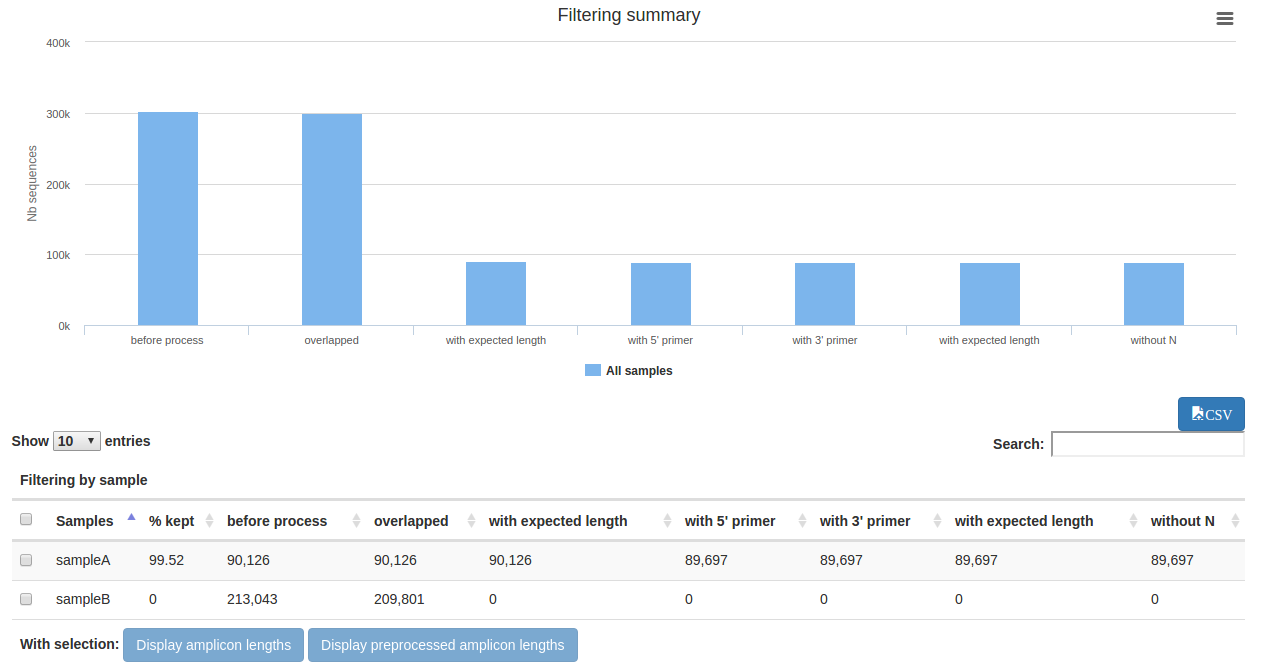 Filtering summary
400k
300k
200k
100k
0k
Nb sequences
before process overlapped with expected length with 5' primer with 3' primer with expected length without N
All samples
CSV
Show 10 entries Search:
Filtering by sample
Samples % kept before process overlapped with expected length with 5' primer with 3' primer with expected length without N
sampleA 99.52 90,126 90,126 90,126 89,697 89,697 89,697 89,697
sampleB 0 213,043 209,801 0 0 0 0 0
With selection: Display amplicon lengths Display preprocessed amplicon lengths